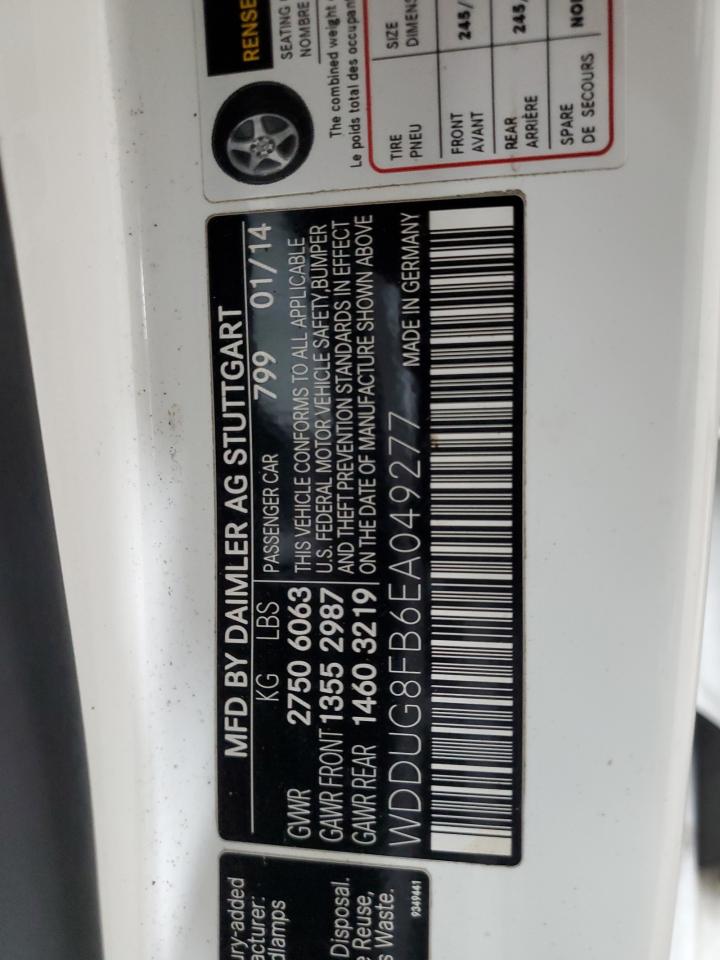 MFD BY DAIMLER AG STUTTGART
KG LBS PASSENGER CAR 799 01/14
GVWR 2750 6063 THIS VEHICLE CONFORMS TO ALL APPLICABLE
U.S. FEDERAL MOTOR VEHICLE SAFETY,BUMPER
GAWR FRONT 1355 2987 AND THEFT PREVENTION STANDARDS IN EFFECT
GAWR REAR 1460 3219 ON THE DATE OF MANUFACTURE SHOWN ABOVE
WDDUG8FB6EA049277 MADE IN GERMANY
SEATING
NOMBRE
The combined weight
Le poids total des occupan
TIRE SIZE
PNEU DIMEN
FRONT 245/
AVANT
REAR 245/
ARRIÈRE
SPARE
DE SECOURS
ury-added
acturer:
dlamps
Disposal.
e Reuse,
s Waste.
9349441